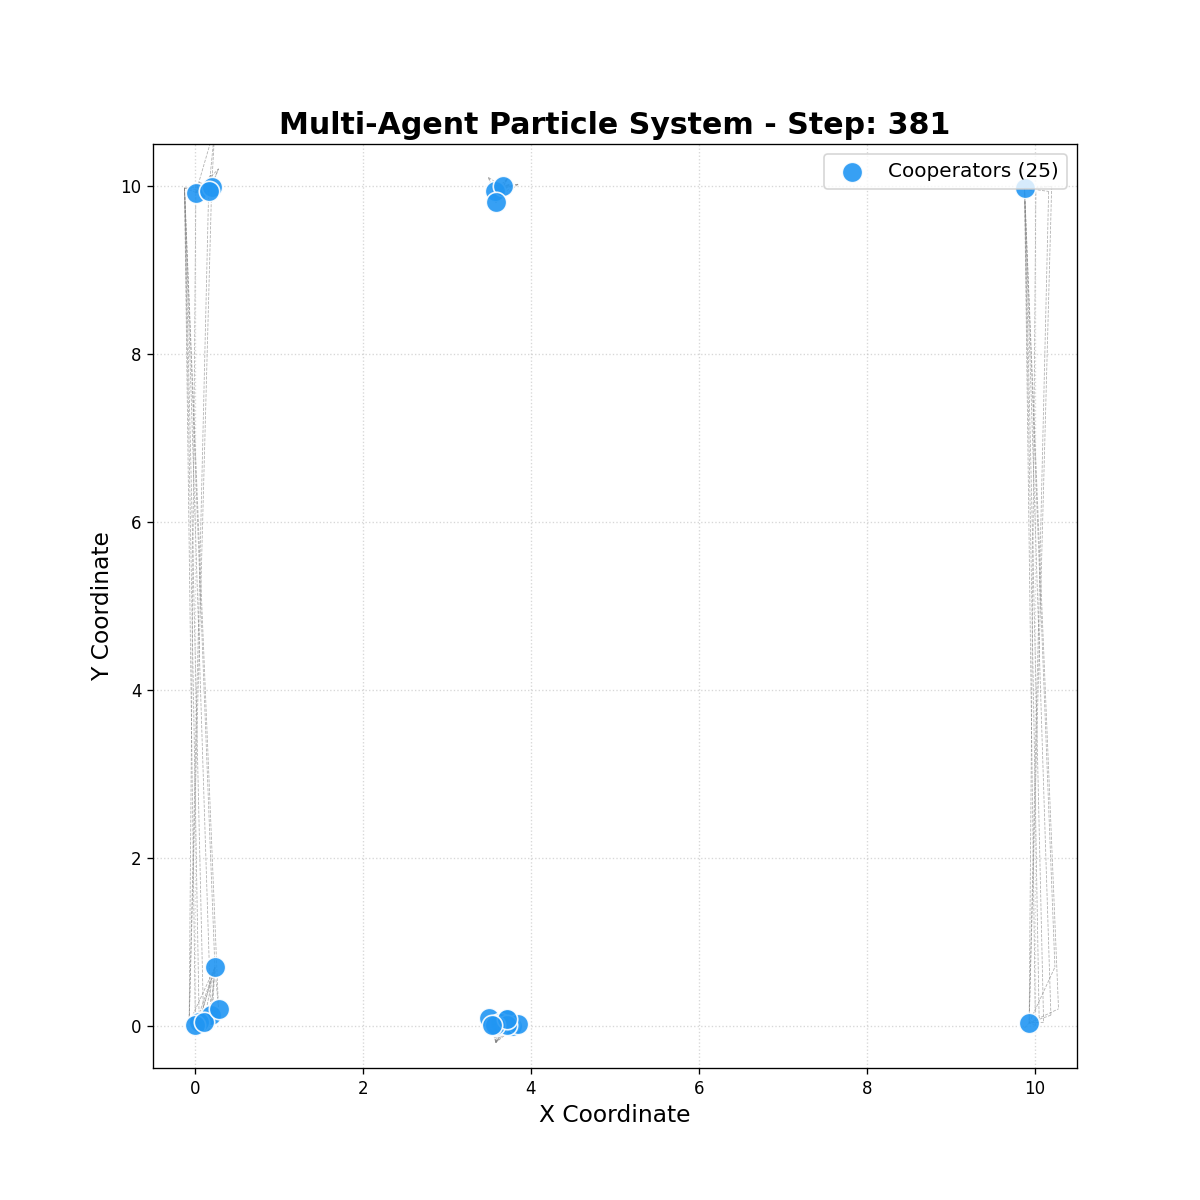 Multi-Agent Particle System - Step: 381
Cooperators (25)
10
8
6
4
2
0
Y Coordinate
0 2 4 6 8 10
X Coordinate